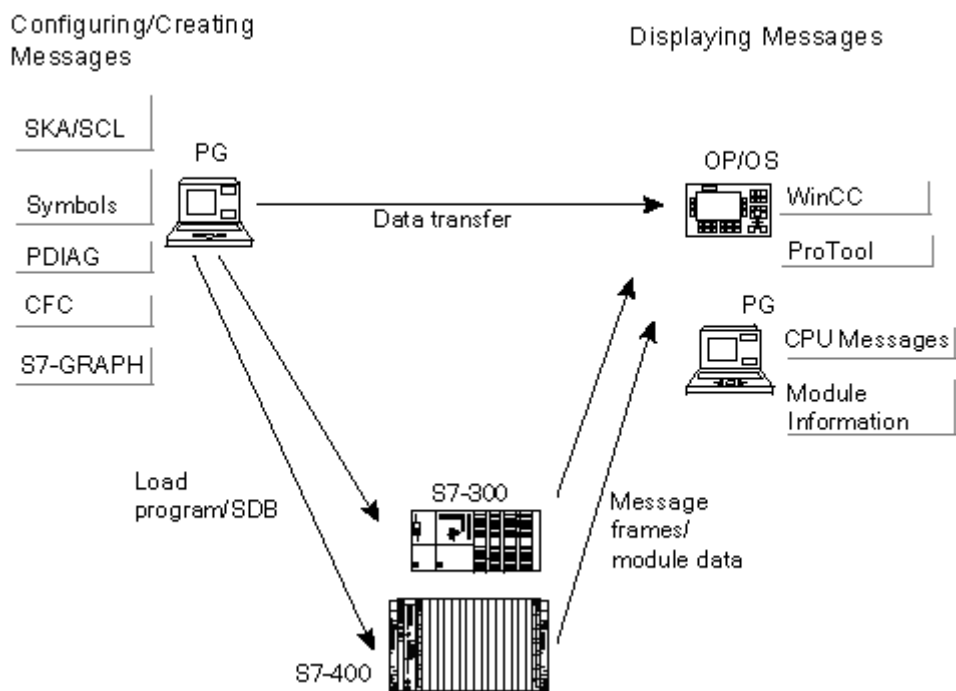 Configuring/Creating
Messages
Displaying Messages
SKA/SCL
Symbols
PDIAG
CFC
S7-GRAPH
PG
Data transfer
OP/OS
WinCC
ProTool
PG
CPU Messages
Module
Information
Load
program/SDB
S7-300
Message
frames/
module data
S7-400